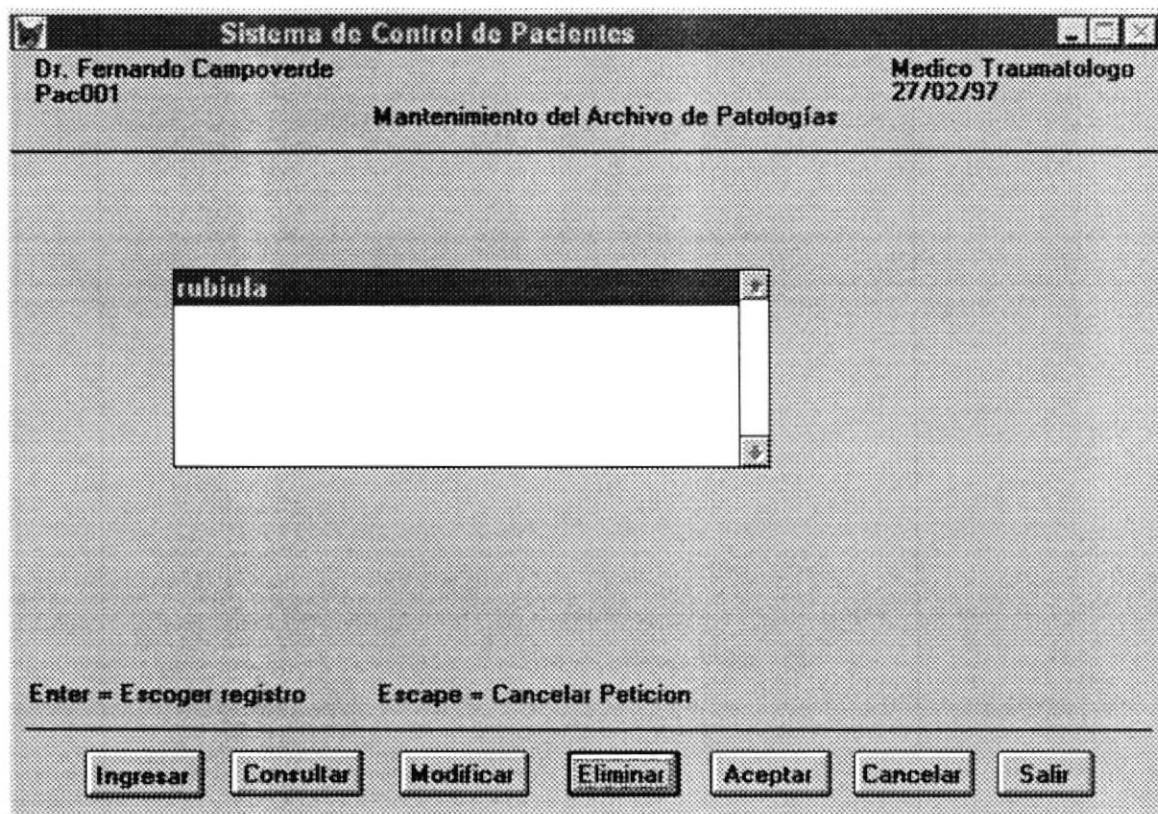 Sistema de Control de Pacientes
Dr. Fernando Campoverde Medico Traumatologo
Pac001 27/02/97
Mantenimiento del Archivo de Patologías
rubiola
Enter = Escoger registro Escape = Cancelar Peticion
Ingresar Consultar Modificar Eliminar Aceptar Cancelar Salir